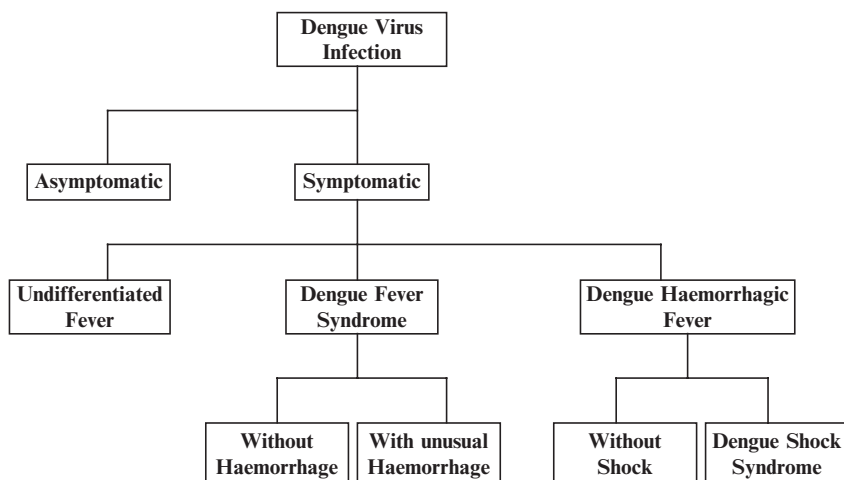 Dengue Virus
Infection
Asymptomatic
Symptomatic
Undifferentiated
Fever
Dengue Fever
Syndrome
Dengue Haemorrhagic
Fever
Without
Haemorrhage
With unusual
Haemorrhage
Without
Shock
Dengue Shock
Syndrome